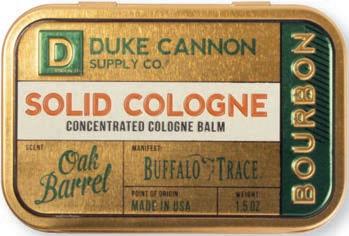 D DUKE CANNON
SUPPLY CO.
SOLID COLOGNE
CONCENTRATED COLOGNE BALM
BOURBON
SCENT:
Oak
Barrel
MANIFEST:
BUFFALO TRACE
POINT OF ORIGIN
MADE IN USA
WEIGHT
1.5 OZ